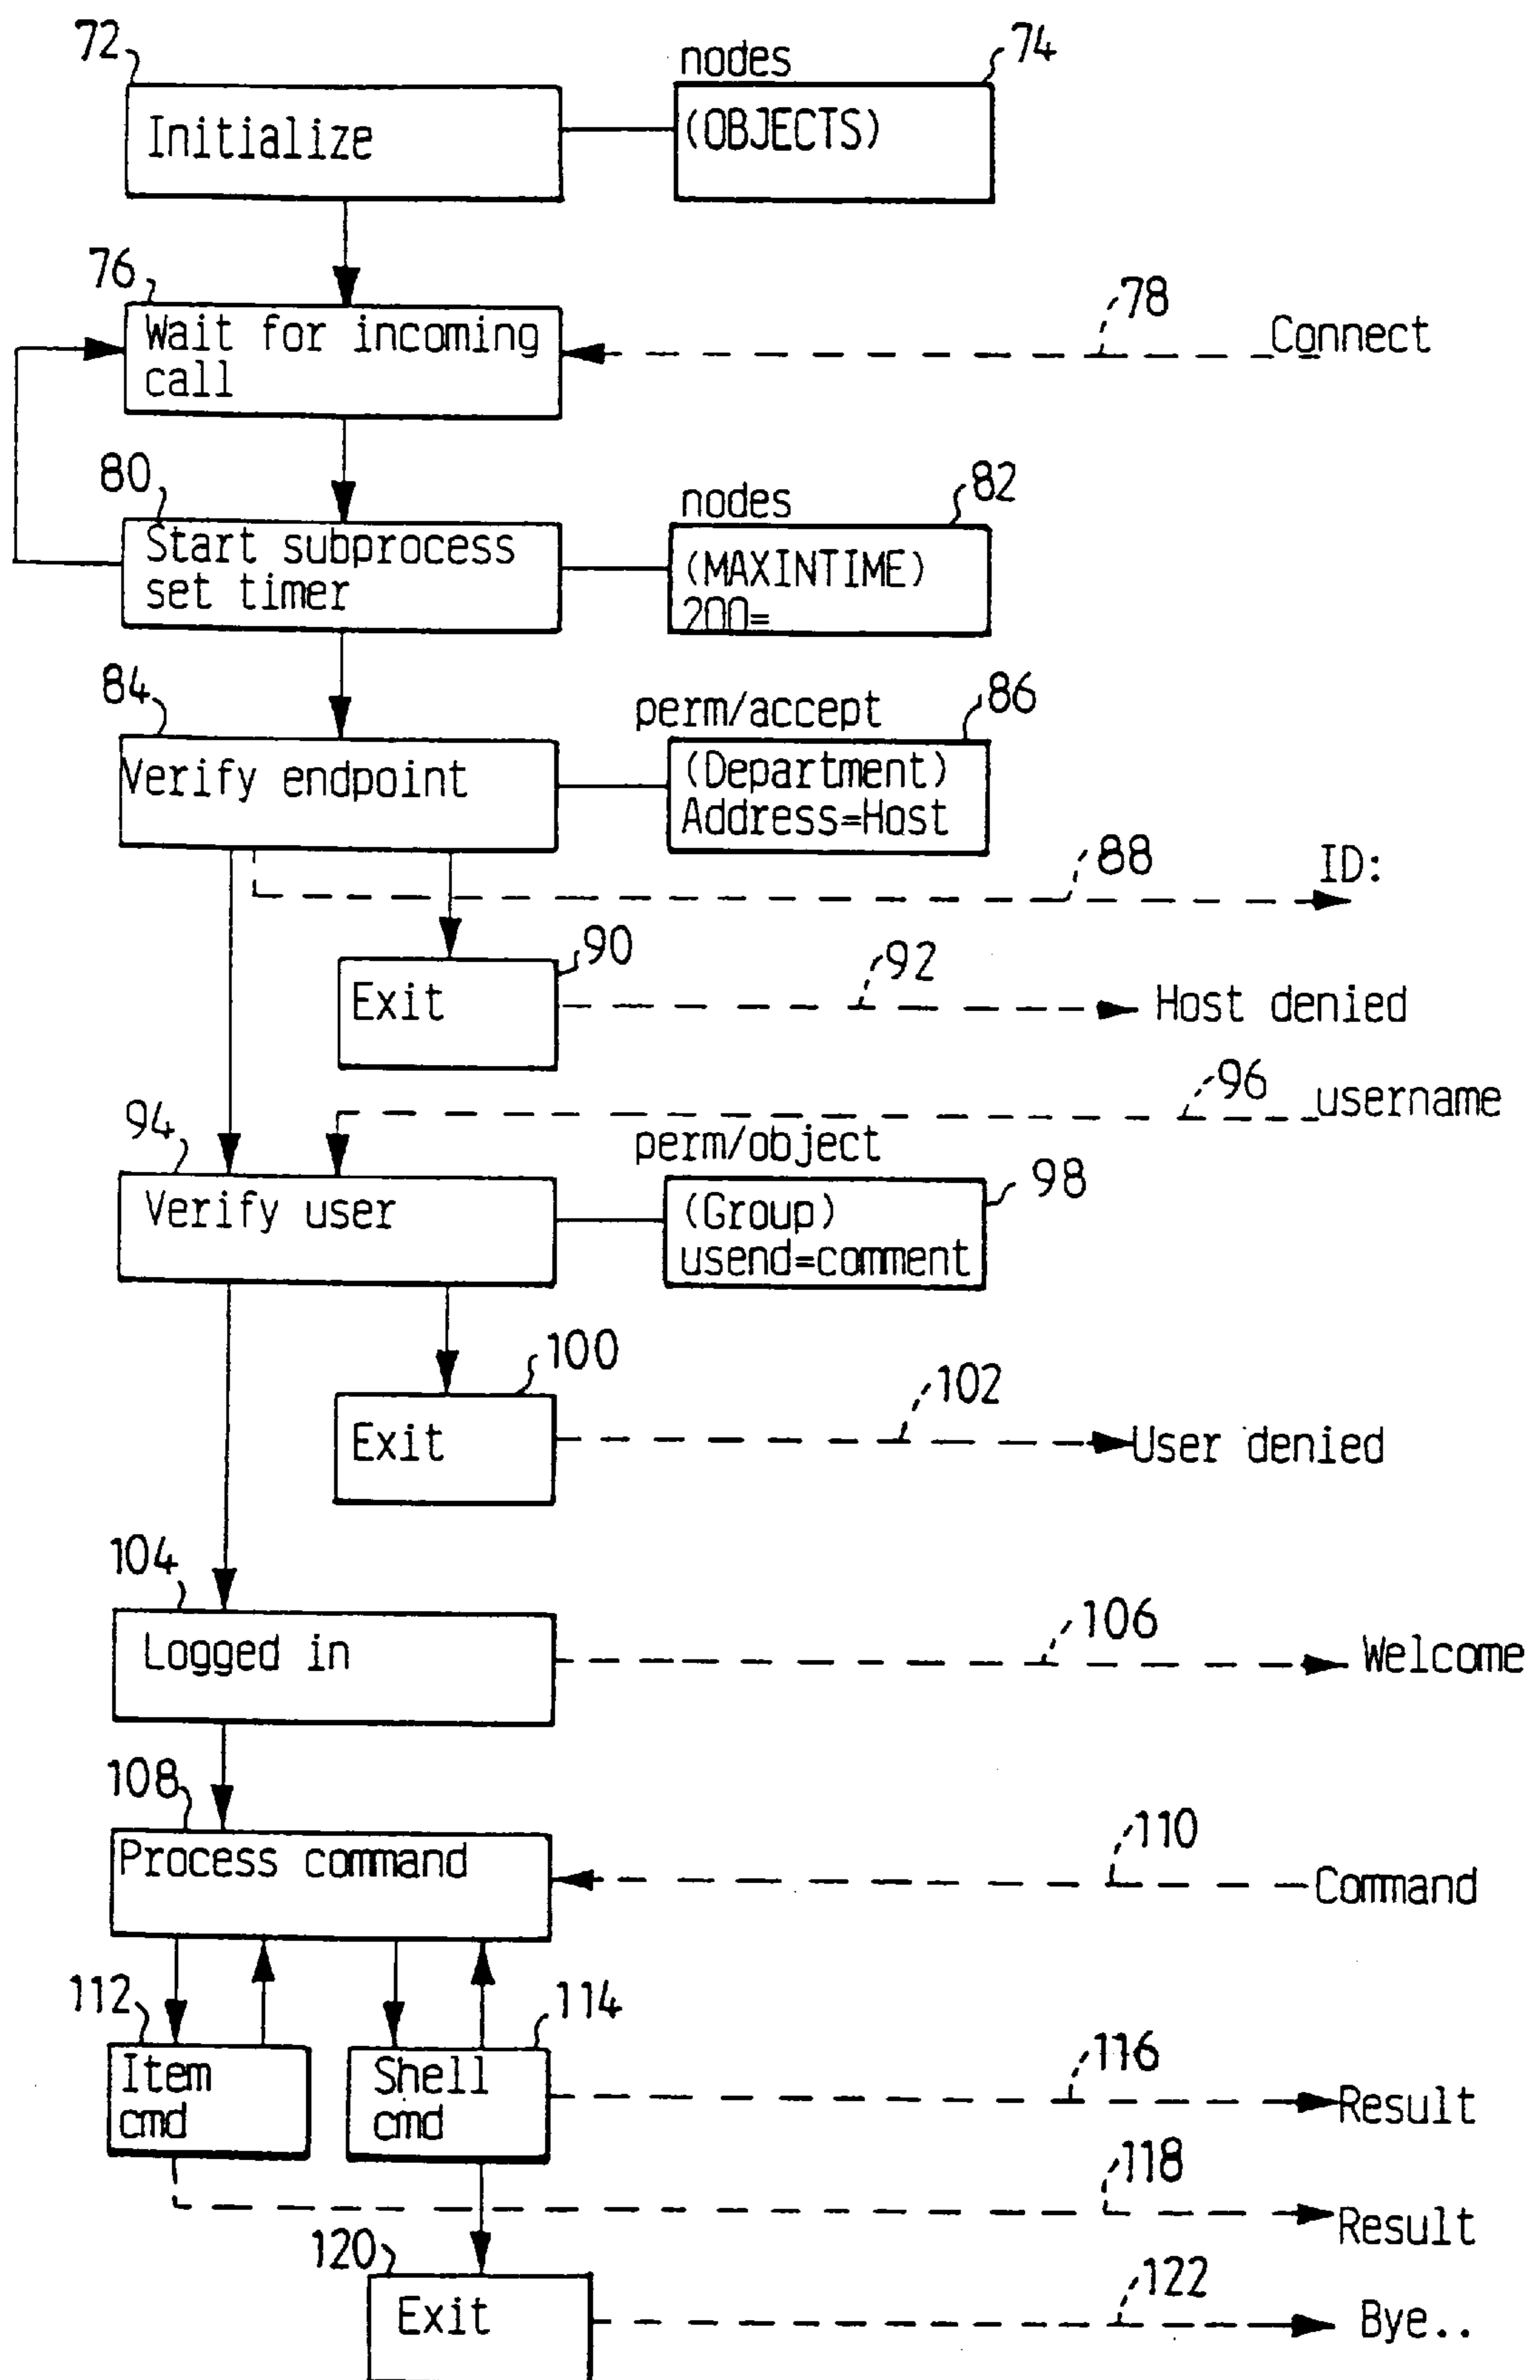 72
nodes
74
Initialize
(OBJECTS)
76
Wait for incoming
call
78
Connect
80
Start subprocess
set timer
nodes
82
(MAXINTIME)
200=
84
Verify endpoint
perm/accept
86
(Department)
Address=Host
88
ID:
90
Exit
92
Host denied
96
username
94
Verify user
perm/object
98
(Group)
usend=comment
100
Exit
102
User denied
104
Logged in
106
Welcome
108
Process command
110
Command
112
Item
cmd
114
Shell
cmd
116
Result
118
Result
120
Exit
122
Bye..